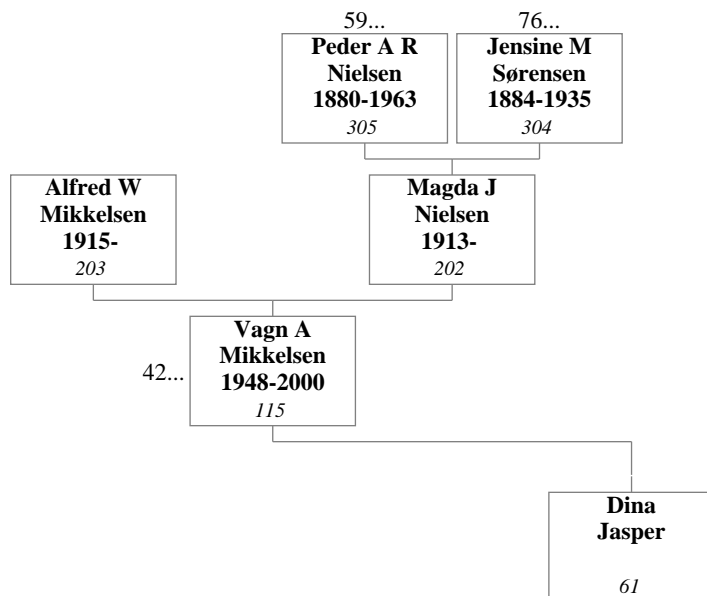 59...
76...
Peder A R
Nielsen
1880-1963
305
Jensine M
Sørensen
1884-1935
304
Alfred W
Mikkelsen
1915-
203
Magda J
Nielsen
1913-
202
42...
Vagn A
Mikkelsen
1948-2000
115
Dina
Jasper
61